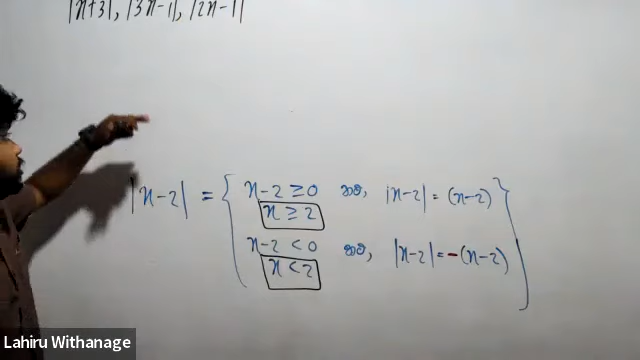 |x+3|, |3x-1|, |2x-1|
x-2 ≥ 0 නම්, |x-2| = (x-2)
|x-2| = { x ≥ 2 }
x-2 < 0 නම්, |x-2| = -(x-2)
x < 2
Lahiru Withanage